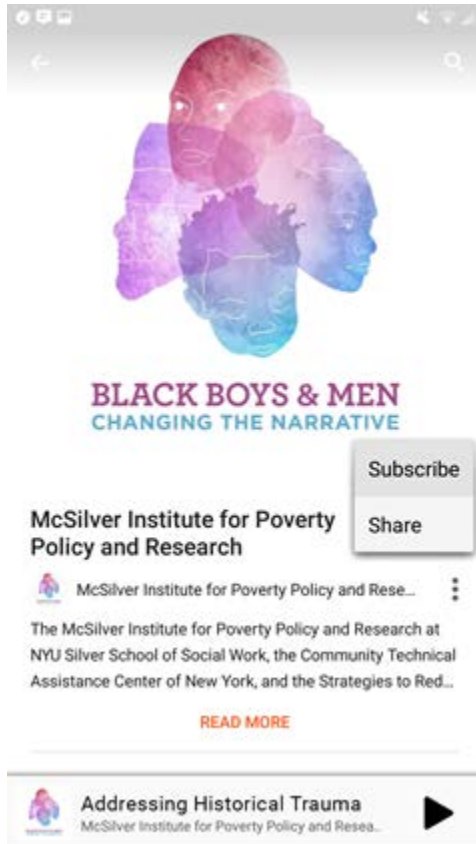 BLACK BOYS & MEN
CHANGING THE NARRATIVE
Subscribe
Share
McSilver Institute for Poverty
Policy and Research
McSilver Institute for Poverty Policy and Rese...
The McSilver Institute for Poverty Policy and Research at
NYU Silver School of Social Work, the Community Technical
Assistance Center of New York, and the Strategies to Red...
READ MORE
Addressing Historical Trauma
McSilver Institute for Poverty Policy and Resea..